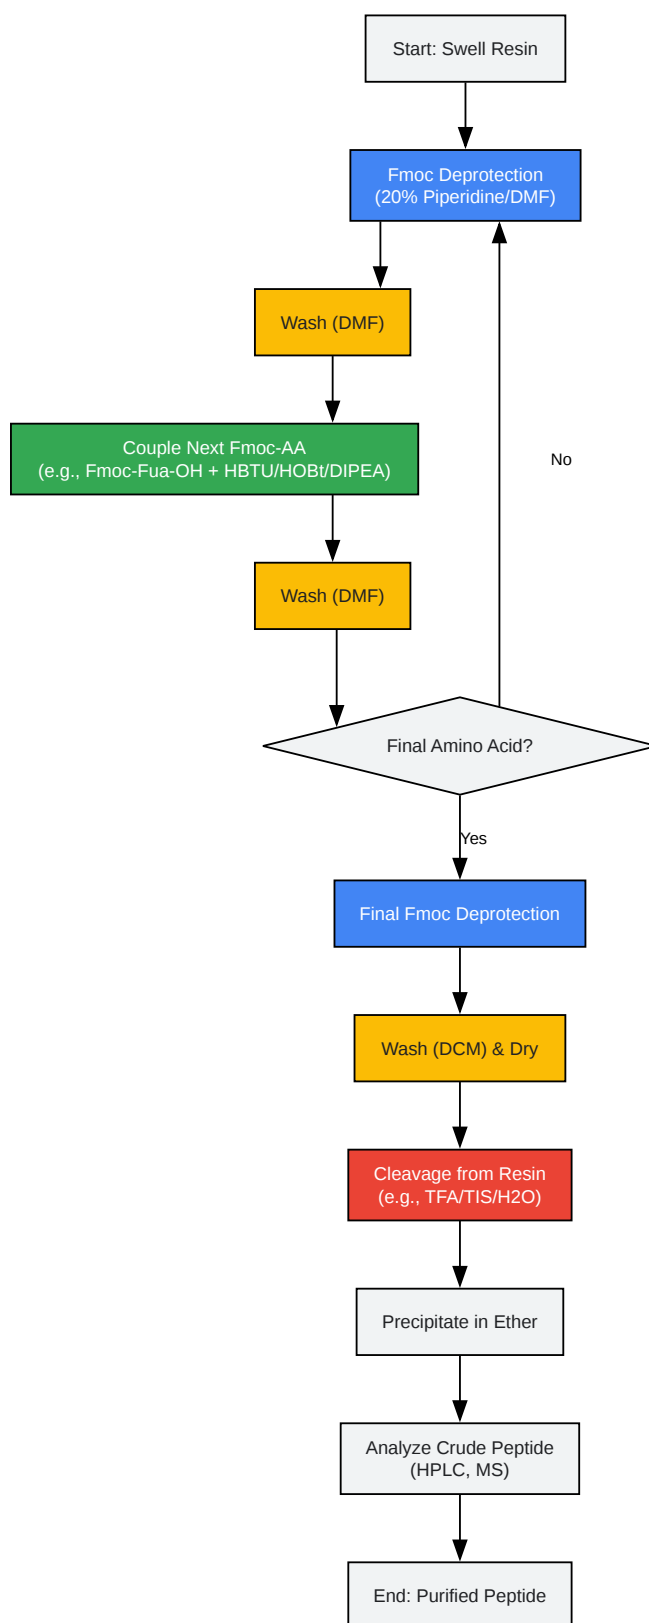 Start: Swell Resin
Fmoc Deprotection
(20% Piperidine/DMF)
Wash (DMF)
Couple Next Fmoc-AA
(e.g., Fmoc-Fua-OH + HBTU/HOBt/DIPEA)
No
Wash (DMF)
Final Amino Acid?
Yes
Final Fmoc Deprotection
Wash (DCM) & Dry
Cleavage from Resin
(e.g., TFA/TIS/H2O)
Precipitate in Ether
Analyze Crude Peptide
(HPLC, MS)
End: Purified Peptide